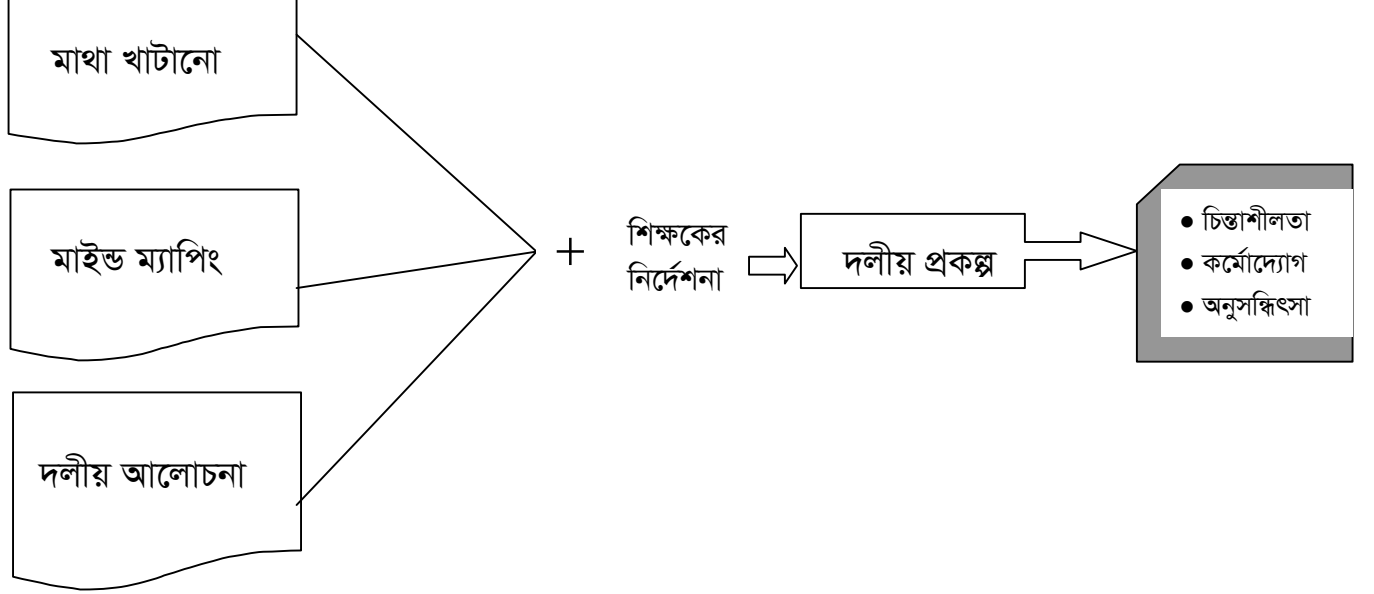 মাথা খাটানো
মাইন্ড ম্যাপিং
দলীয় আলোচনা
+
শিক্ষকের
নির্দেশনা
দলীয় প্রকল্প
● চিন্তাশীলতা
● কর্মোদ্যোগ
● অনুসন্ধিৎসা